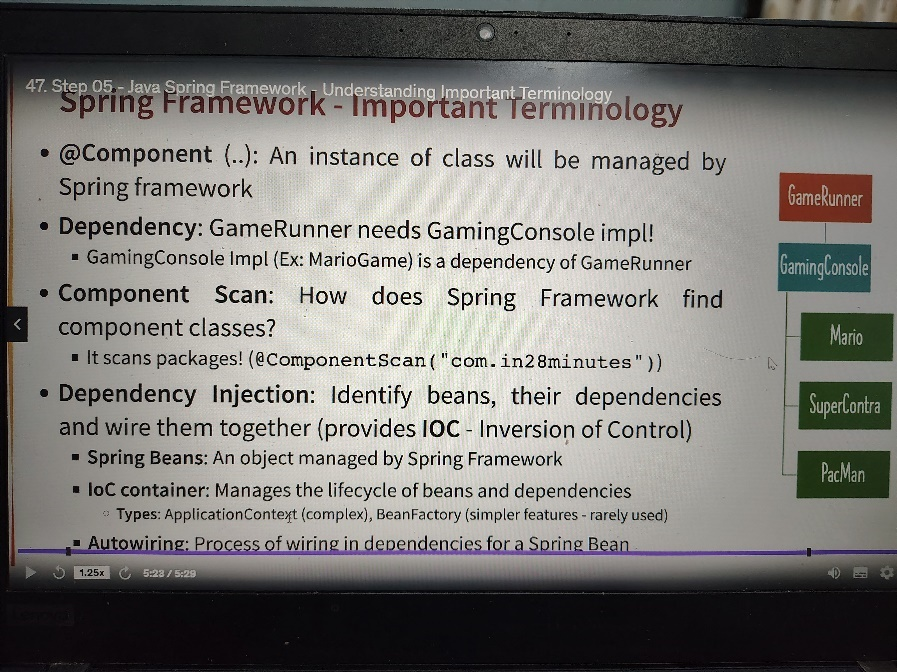 47. Step 05 - Java Spring Framework - Understanding Important Terminology
Spring Framework - Important Terminology
• @Component (..): An instance of class will be managed by
Spring framework
• Dependency: GameRunner needs GamingConsole impl!
▪ GamingConsole Impl (Ex: MarioGame) is a dependency of GameRunner
• Component Scan: How does Spring Framework find
component classes?
▪ It scans packages! (@ComponentScan("com.in28minutes"))
• Dependency Injection: Identify beans, their dependencies
and wire them together (provides IOC - Inversion of Control)
▪ Spring Beans: An object managed by Spring Framework
▪ IoC container: Manages the lifecycle of beans and dependencies
○ Types: ApplicationContext (complex), BeanFactory (simpler features - rarely used)
▪ Autowiring: Process of wiring in dependencies for a Spring Bean
GameRunner
GamingConsole
Mario
SuperContra
PacMan
1.25x
5:23 / 5:29